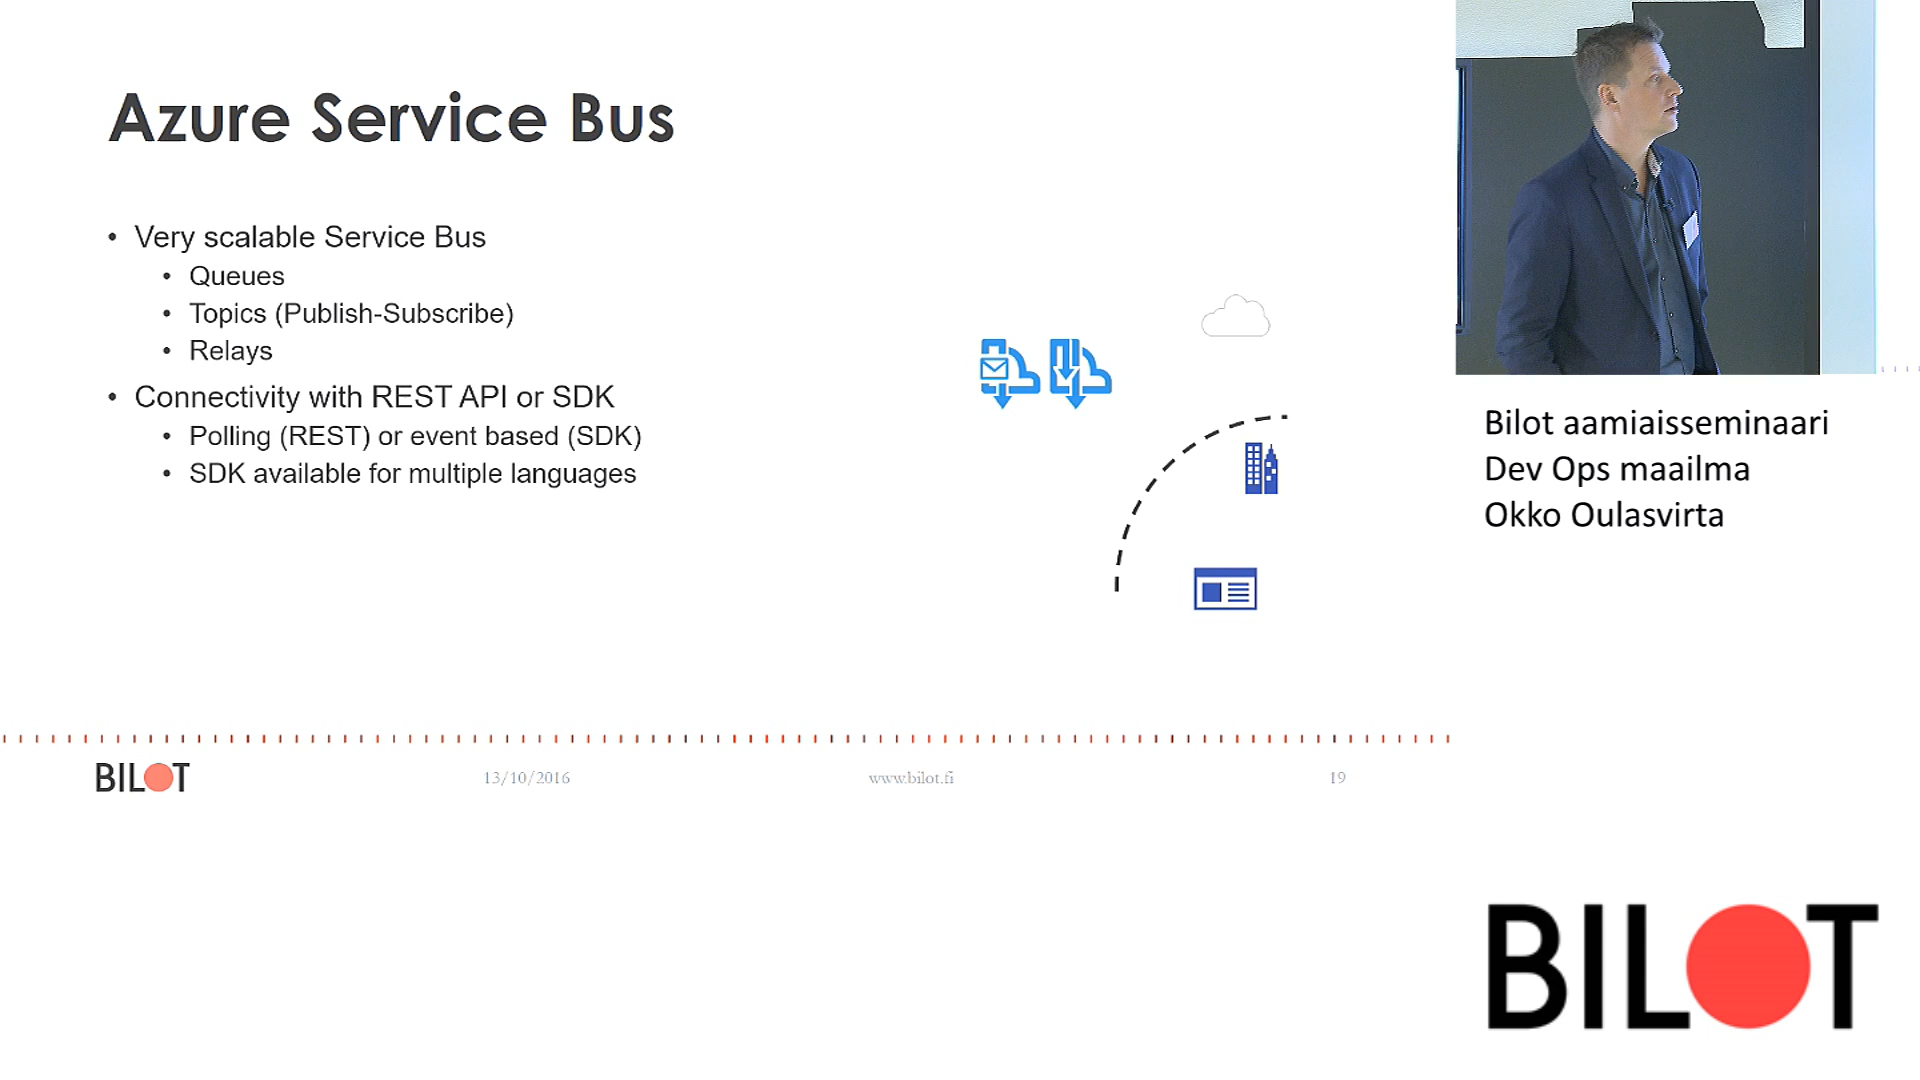 Azure Service Bus
• Very scalable Service Bus
• Queues
• Topics (Publish-Subscribe)
• Relays
• Connectivity with REST API or SDK
• Polling (REST) or event based (SDK)
• SDK available for multiple languages
BILOT
13/10/2016
www.bilot.fi
19
Bilot aamiaisseminaari
Dev Ops maailma
Okko Oulasvirta
BILOT